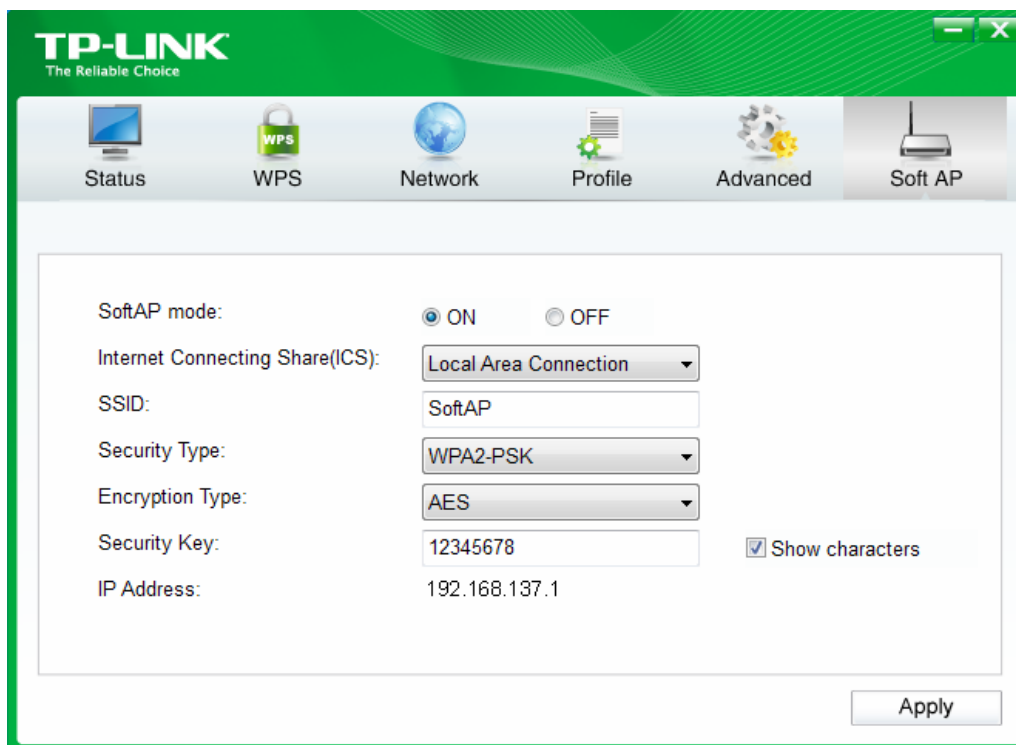 TP-LINK
The Reliable Choice
WPS
Status WPS Network Profile Advanced Soft AP
SoftAP mode: ON OFF
Internet Connecting Share(ICS): Local Area Connection
SSID: SoftAP
Security Type: WPA2-PSK
Encryption Type: AES
Security Key: 12345678 Show characters
IP Address: 192.168.137.1
Apply